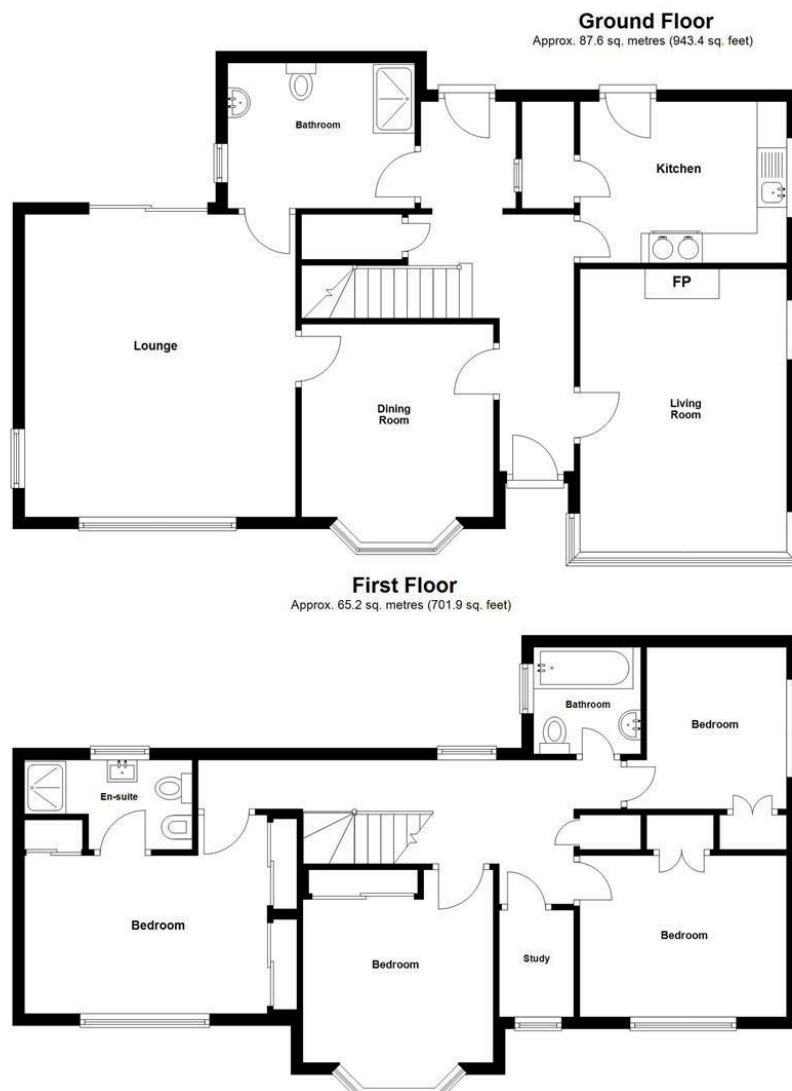 Ground Floor
Approx. 87.6 sq. metres (943.4 sq. feet)
Bathroom
Kitchen
FP
Lounge
Dining
Room
Living
Room
First Floor
Approx. 65.2 sq. metres (701.9 sq. feet)
Bathroom
Bedroom
En-suite
Bedroom
Bedroom
Study
Bedroom